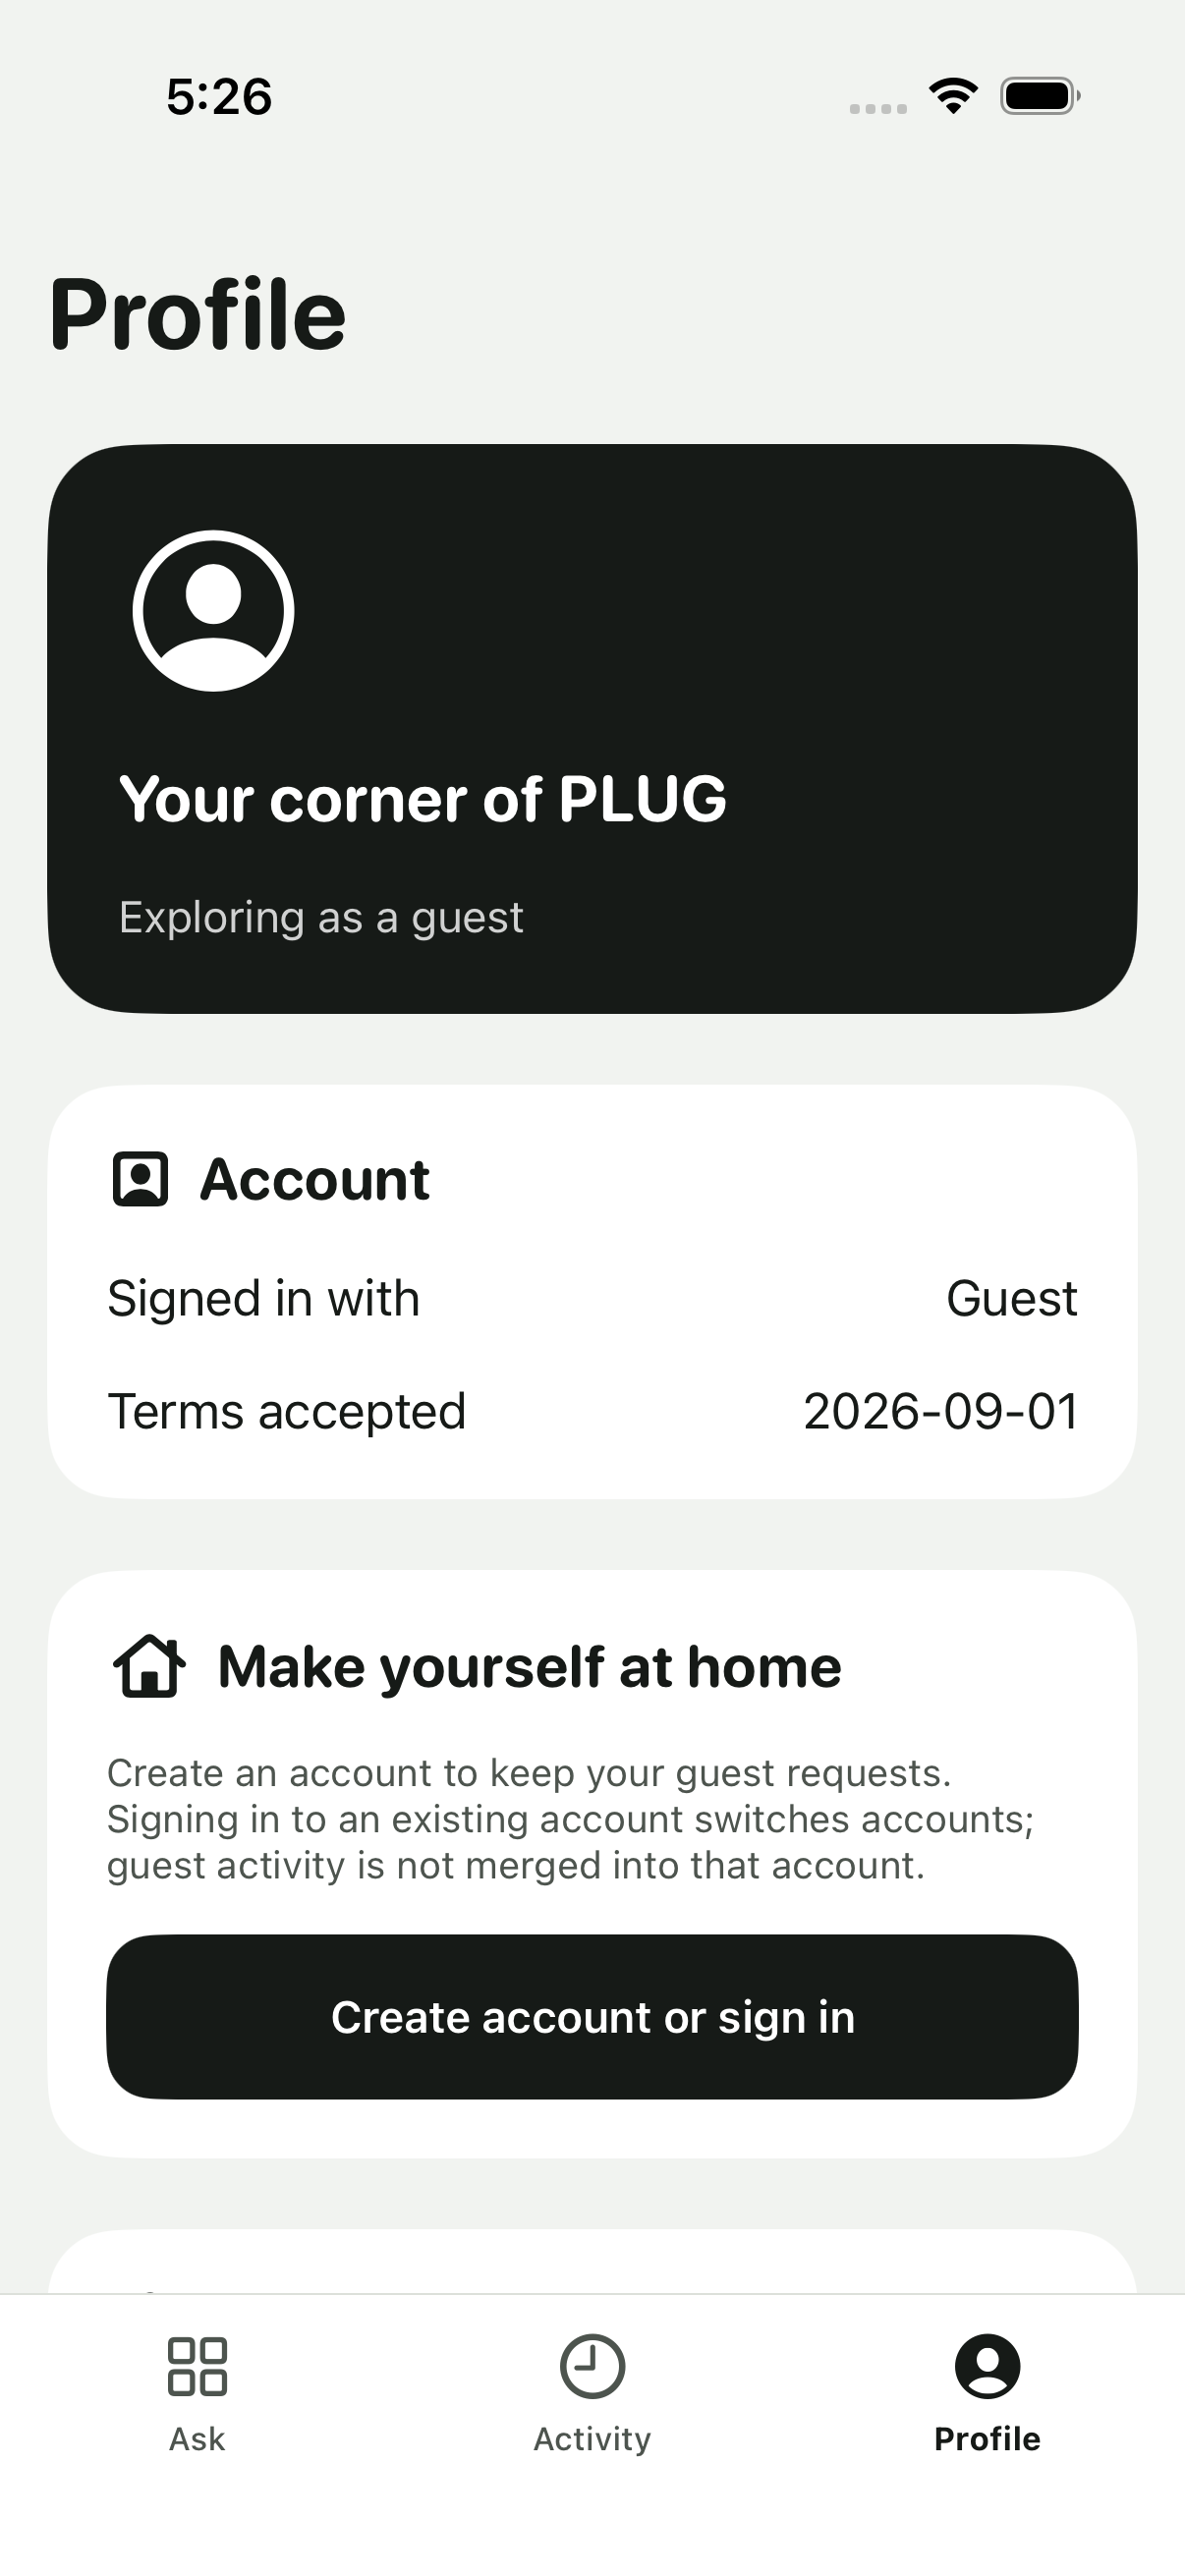 5:26
Profile
Your corner of PLUG
Exploring as a guest
Account
Signed in with Guest
Terms accepted 2026-09-01
Make yourself at home
Create an account to keep your guest requests.
Signing in to an existing account switches accounts;
guest activity is not merged into that account.
Create account or sign in
Ask Activity Profile